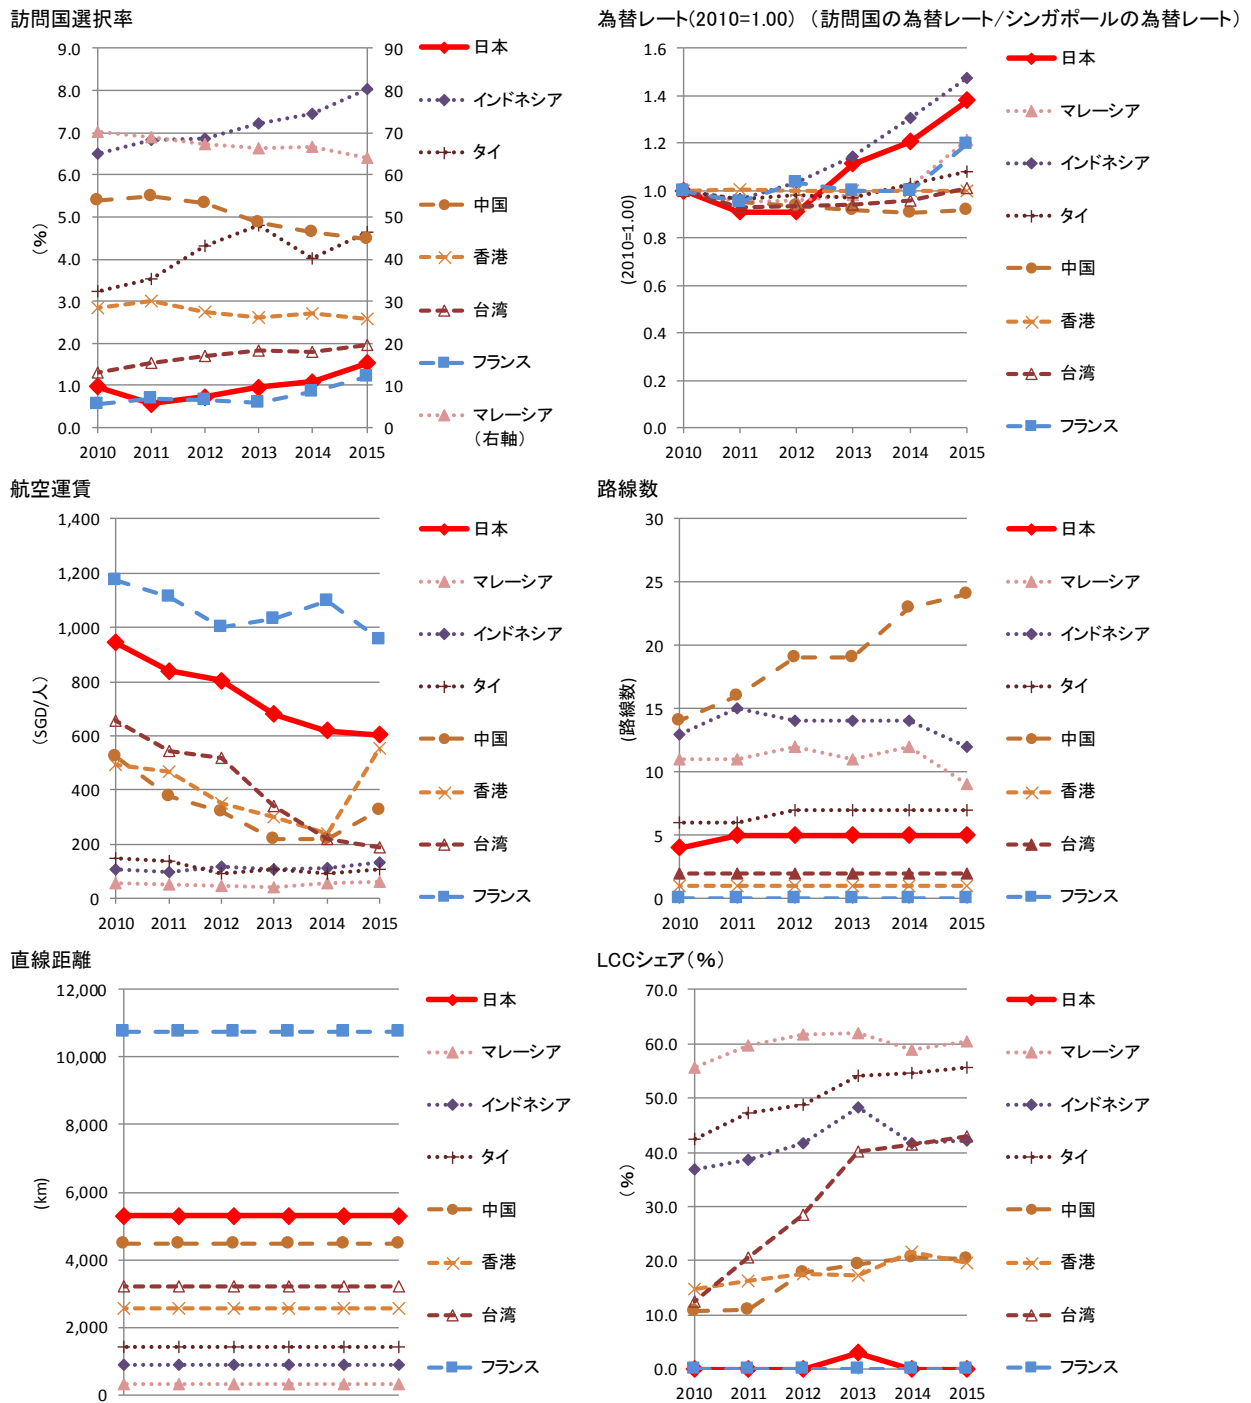 訪問国選択率
9.0
8.0
7.0
6.0
5.0
4.0
3.0
2.0
1.0
0.0
(%)
90
80
70
60
50
40
30
20
10
0
2010 2011 2012 2013 2014 2015
日本
インドネシア
タイ
中国
香港
台湾
フランス
マレーシア
(右軸)
為替レート(2010=1.00) (訪問国の為替レート/シンガポールの為替レート)
1.6
1.4
1.2
1.0
0.8
0.6
0.4
0.2
0.0
(2010=1.00)
2010 2011 2012 2013 2014 2015
日本
マレーシア
インドネシア
タイ
中国
香港
台湾
フランス
航空運賃
1,400
1,200
1,000
800
600
400
200
0
(SGD/人)
2010 2011 2012 2013 2014 2015
日本
マレーシア
インドネシア
タイ
中国
香港
台湾
フランス
路線数
30
25
20
15
10
5
0
(路線数)
2010 2011 2012 2013 2014 2015
日本
マレーシア
インドネシア
タイ
中国
香港
台湾
フランス
直線距離
12,000
10,000
8,000
6,000
4,000
2,000
0
(km)
日本
マレーシア
インドネシア
タイ
中国
香港
台湾
フランス
LCCシェア(%)
70.0
60.0
50.0
40.0
30.0
20.0
10.0
0.0
(%)
2010 2011 2012 2013 2014 2015
日本
マレーシア
インドネシア
タイ
中国
香港
台湾
フランス